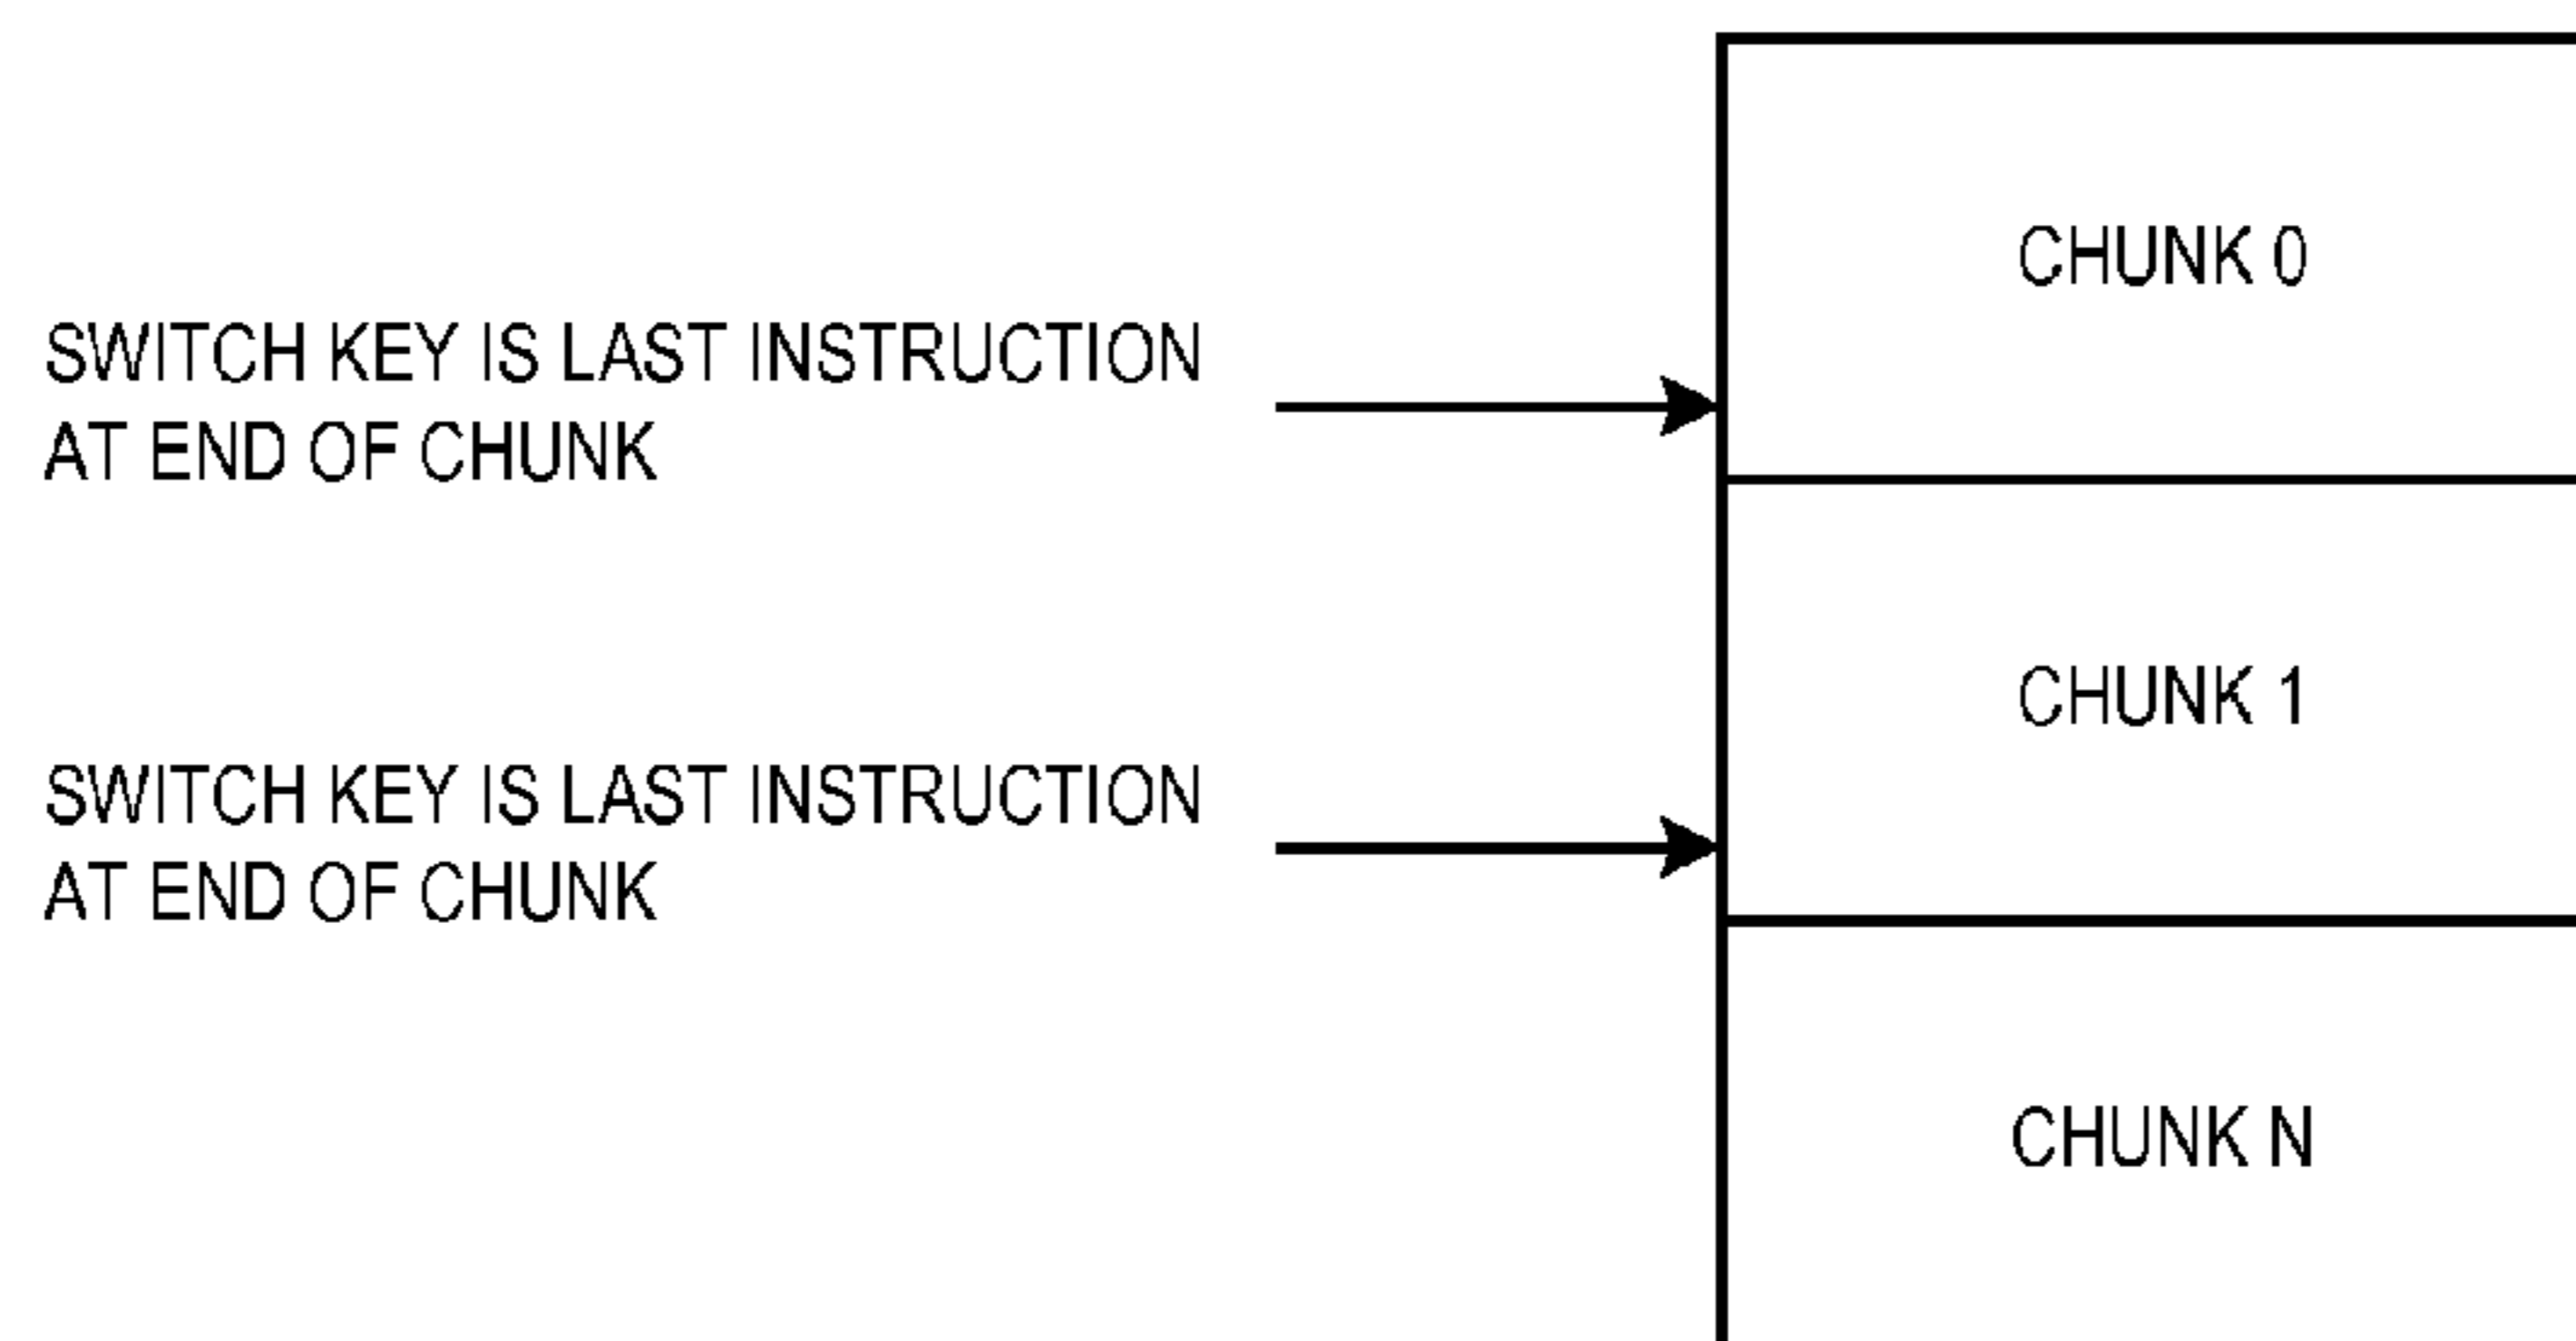 CHUNK 0
SWITCH KEY IS LAST INSTRUCTION
AT END OF CHUNK
CHUNK 1
SWITCH KEY IS LAST INSTRUCTION
AT END OF CHUNK
CHUNK N